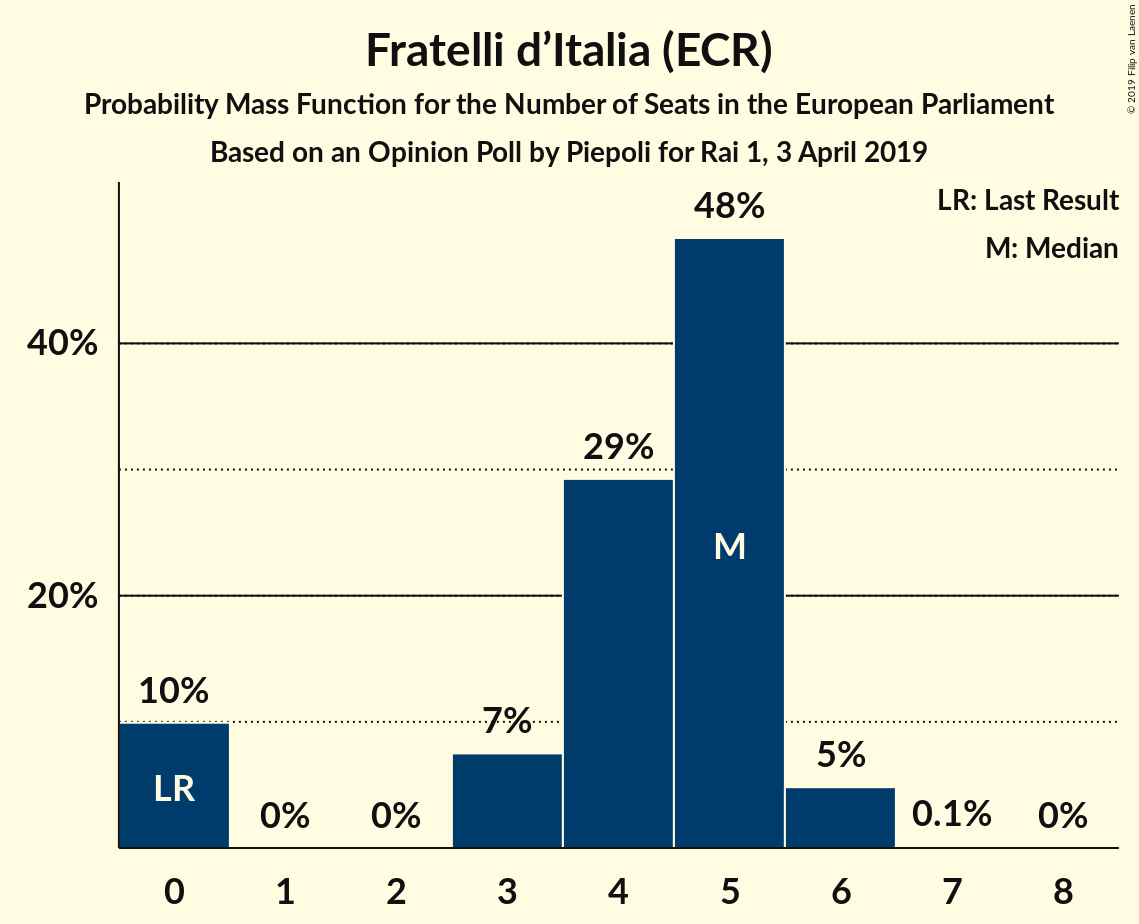 Fratelli d’Italia (ECR)
Probability Mass Function for the Number of Seats in the European Parliament
Based on an Opinion Poll by Piepoli for Rai 1, 3 April 2019
© 2019 Filip van Laenen
LR: Last Result
M: Median
48%
40%
29%
M
20%
10%
7%
5%
LR
0%
0%
0.1%
0%
0 1 2 3 4 5 6 7 8